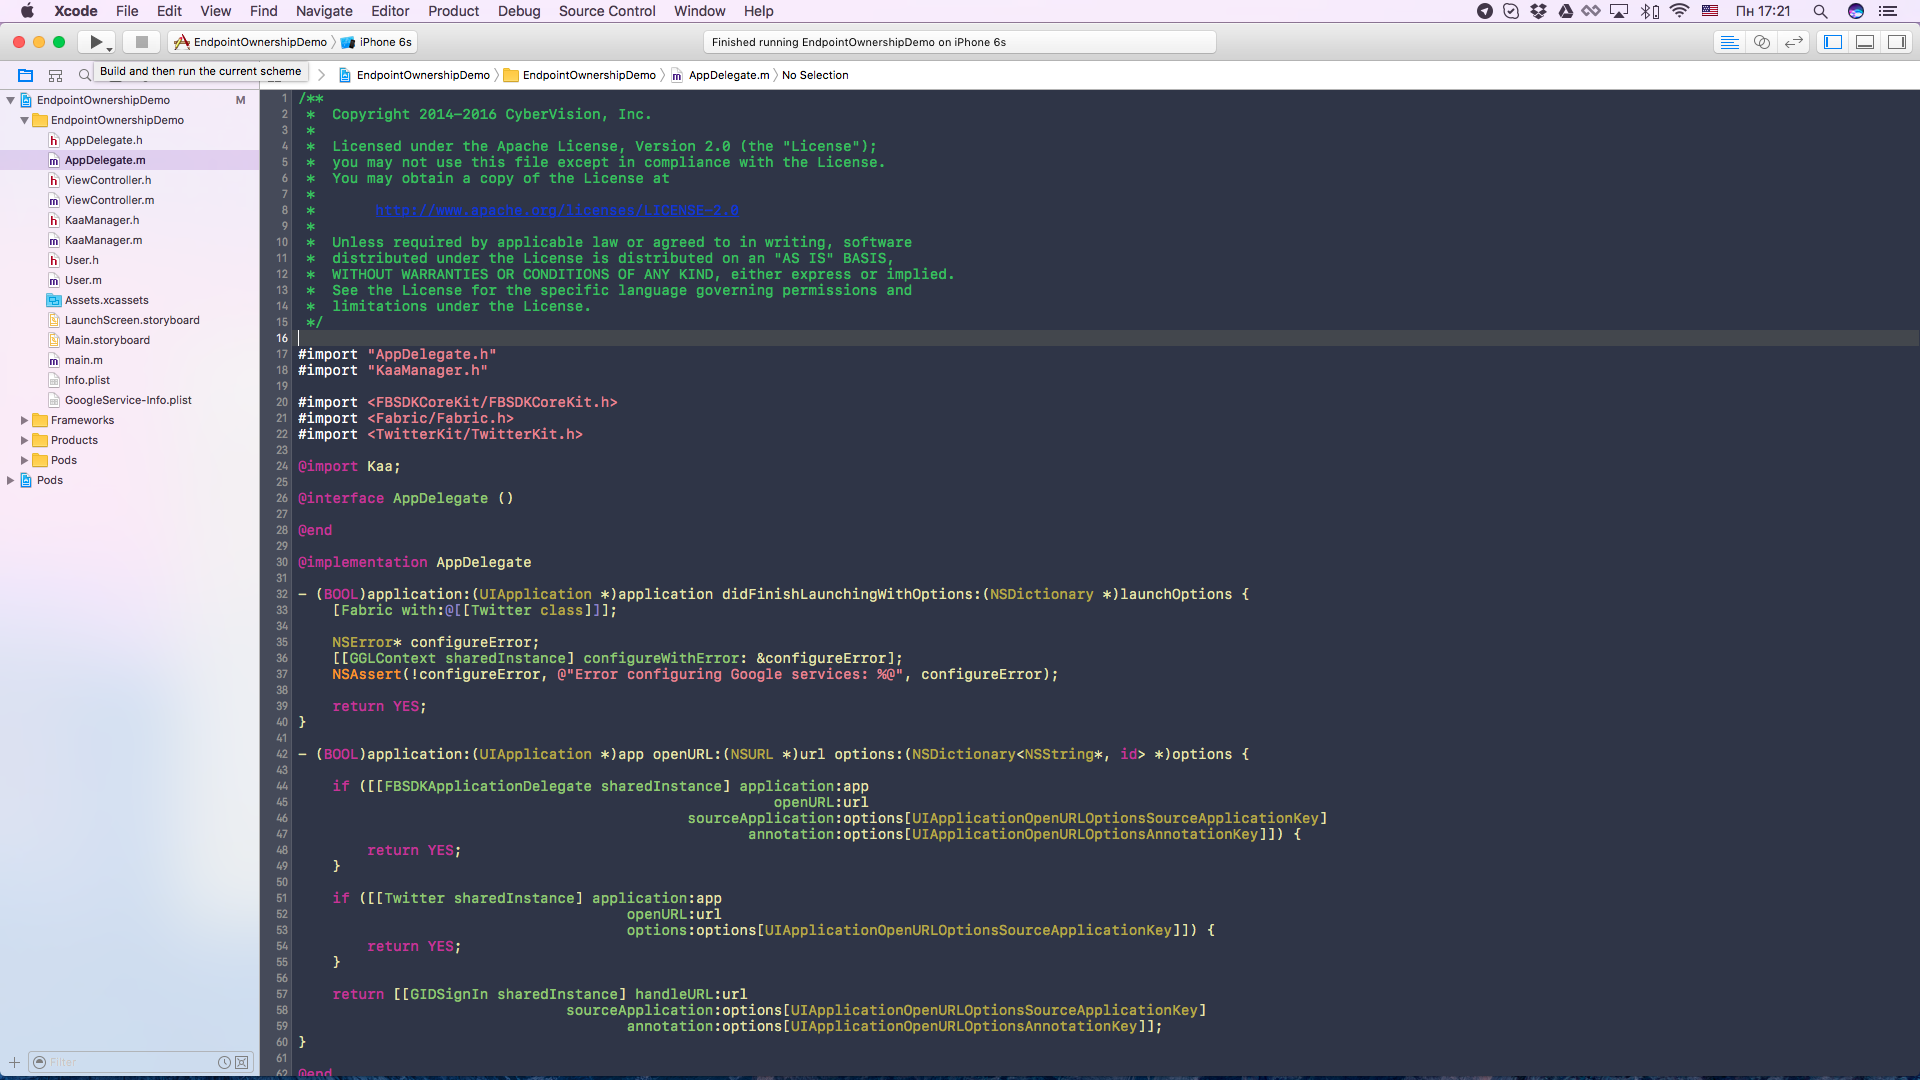 Xcode File Edit View Find Navigate Editor Product Debug Source Control Window Help Пн 17:21
EndpointOwnershipDemo iPhone 6s Finished running EndpointOwnershipDemo on iPhone 6s
Build and then run the current scheme
EndpointOwnershipDemo EndpointOwnershipDemo AppDelegate.m No Selection
EndpointOwnershipDemo M
EndpointOwnershipDemo
AppDelegate.h
AppDelegate.m
ViewController.h
ViewController.m
KaaManager.h
KaaManager.m
User.h
User.m
Assets.xcassets
LaunchScreen.storyboard
Main.storyboard
main.m
Info.plist
GoogleService-Info.plist
Frameworks
Products
Pods
Pods
Filter
1 /**
2 * Copyright 2014-2016 CyberVision, Inc.
3 *
4 * Licensed under the Apache License, Version 2.0 (the "License");
5 * you may not use this file except in compliance with the License.
6 * You may obtain a copy of the License at
7 *
8 * http://www.apache.org/licenses/LICENSE-2.0
9 *
10 * Unless required by applicable law or agreed to in writing, software
11 * distributed under the License is distributed on an "AS IS" BASIS,
12 * WITHOUT WARRANTIES OR CONDITIONS OF ANY KIND, either express or implied.
13 * See the License for the specific language governing permissions and
14 * limitations under the License.
15 */
16
17 #import "AppDelegate.h"
18 #import "KaaManager.h"
19
20 #import <FBSDKCoreKit/FBSDKCoreKit.h>
21 #import <Fabric/Fabric.h>
22 #import <TwitterKit/TwitterKit.h>
23
24 @import Kaa;
25
26 @interface AppDelegate ()
27
28 @end
29
30 @implementation AppDelegate
31
32 - (BOOL)application:(UIApplication *)application didFinishLaunchingWithOptions:(NSDictionary *)launchOptions {
33 [Fabric with:@[[Twitter class]]];
34
35 NSError* configureError;
36 [[GGLContext sharedInstance] configureWithError: &configureError];
37 NSAssert(!configureError, @"Error configuring Google services: %@", configureError);
38
39 return YES;
40 }
41
42 - (BOOL)application:(UIApplication *)app openURL:(NSURL *)url options:(NSDictionary<NSString*, id> *)options {
43
44 if ([[FBSDKApplicationDelegate sharedInstance] application:app
45 openURL:url
46 sourceApplication:options[UIApplicationOpenURLOptionsSourceApplicationKey]
47 annotation:options[UIApplicationOpenURLOptionsAnnotationKey]]) {
48 return YES;
49 }
50
51 if ([[Twitter sharedInstance] application:app
52 openURL:url
53 options:options[UIApplicationOpenURLOptionsSourceApplicationKey]]) {
54 return YES;
55 }
56
57 return [[GIDSignIn sharedInstance] handleURL:url
58 sourceApplication:options[UIApplicationOpenURLOptionsSourceApplicationKey]
59 annotation:options[UIApplicationOpenURLOptionsAnnotationKey]];
60 }
61
62 @end